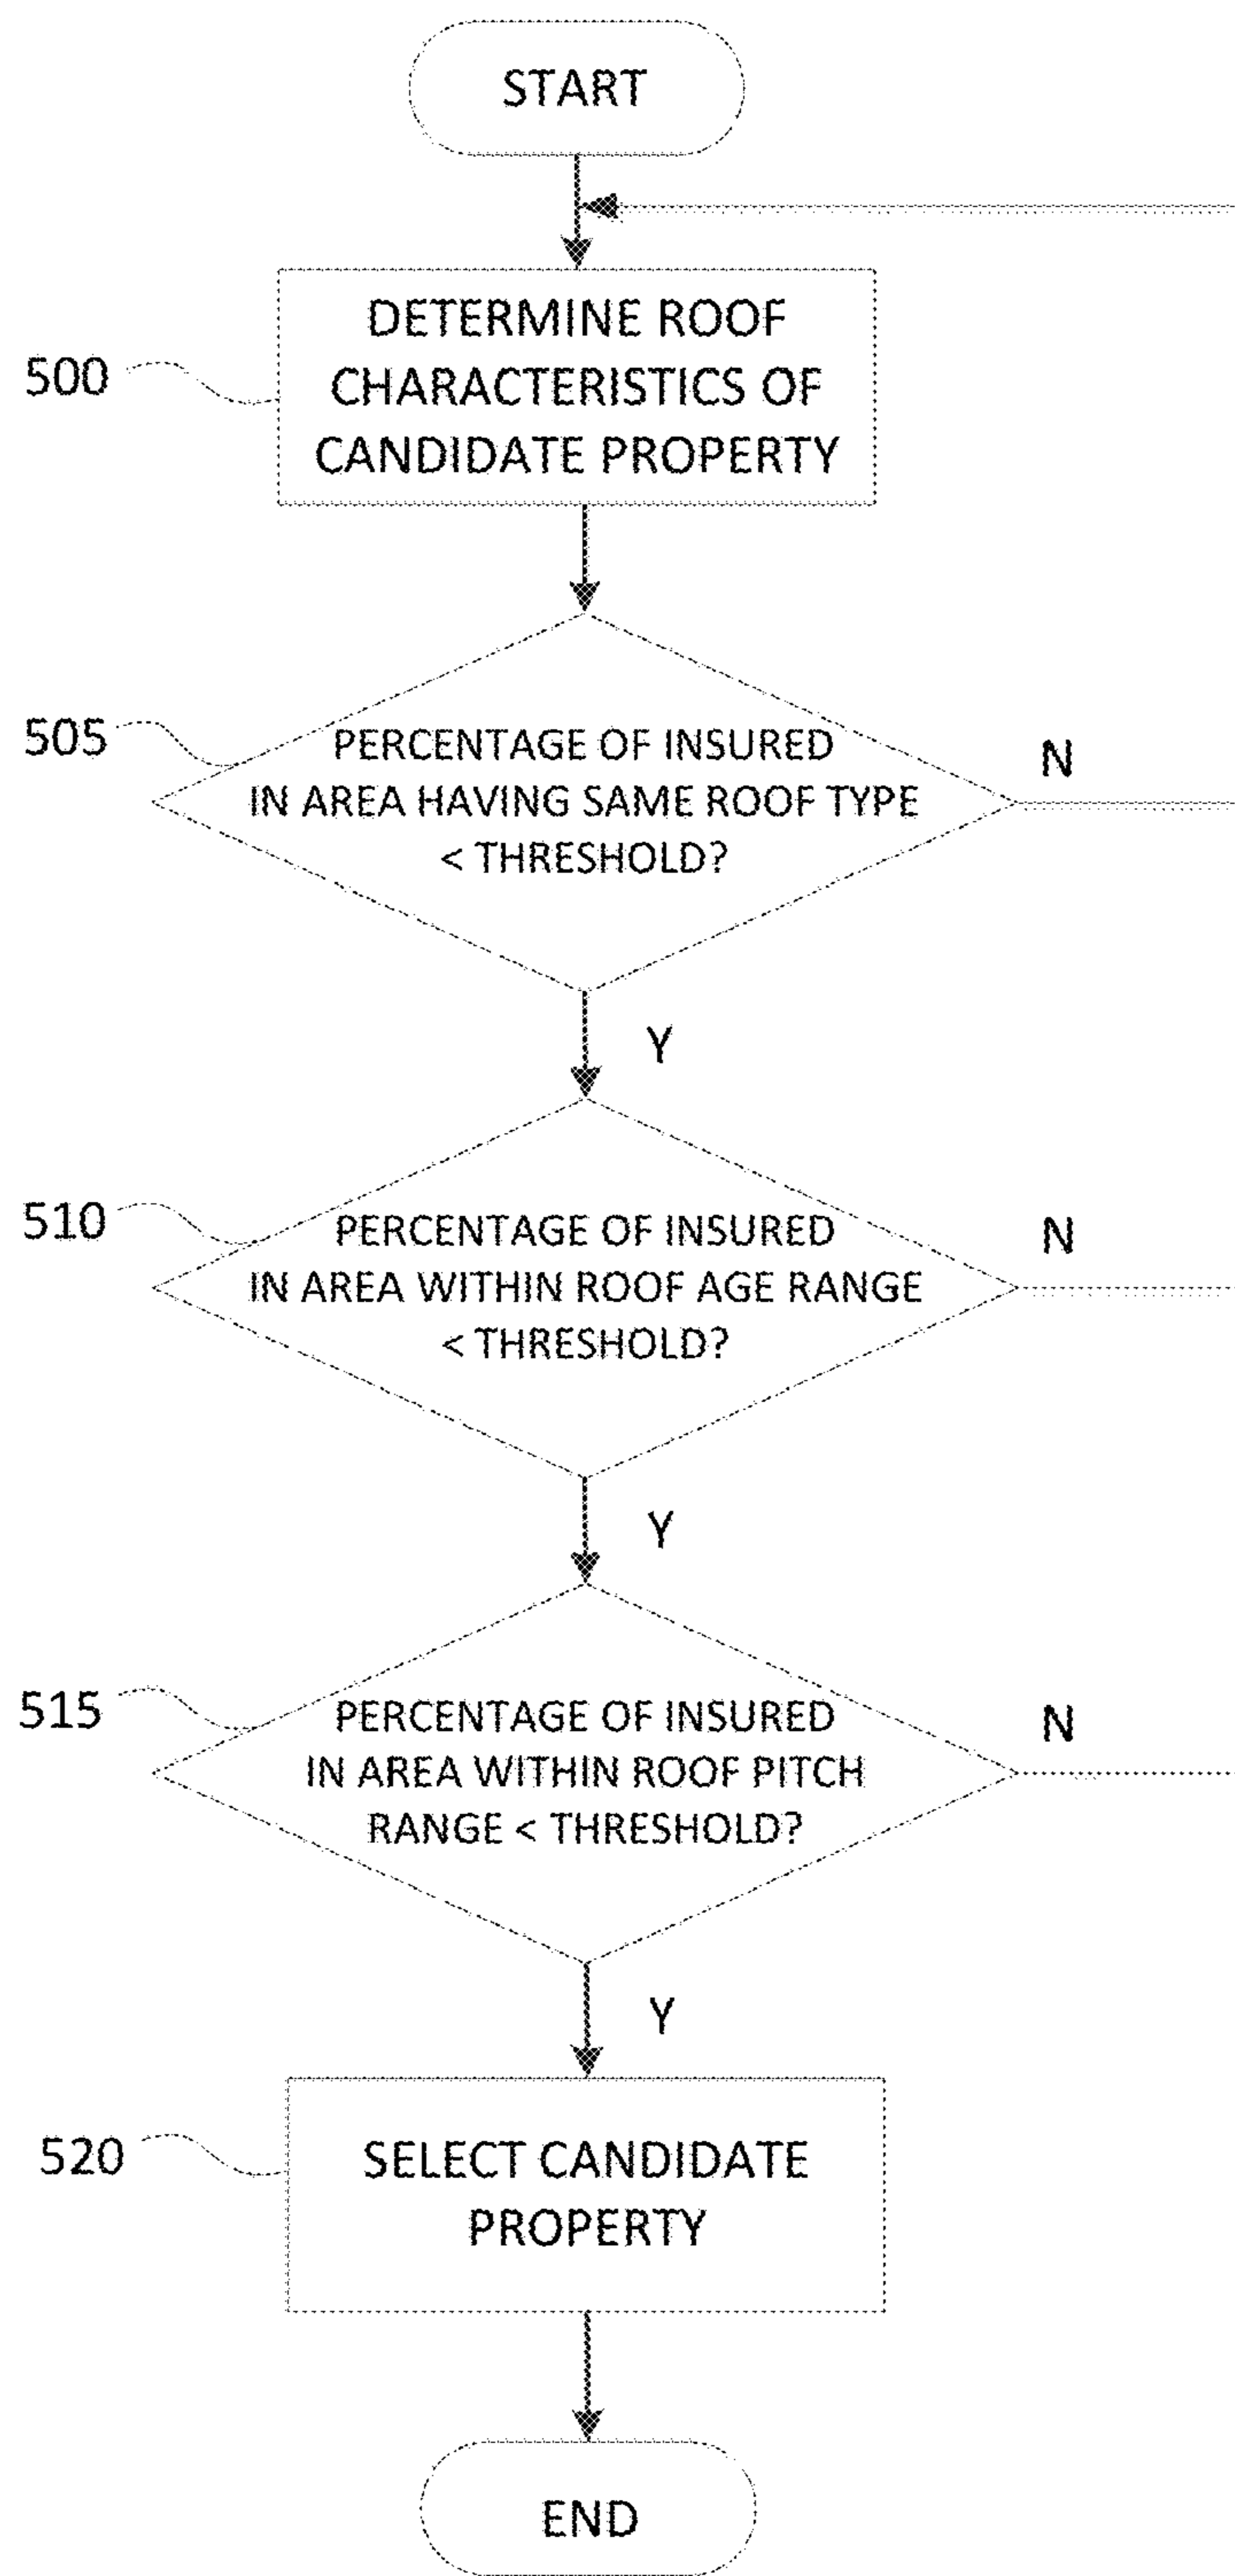 START
500
DETERMINE ROOF
CHARACTERISTICS OF
CANDIDATE PROPERTY
505
PERCENTAGE OF INSURED
IN AREA HAVING SAME ROOF TYPE
< THRESHOLD?
N
Y
510
PERCENTAGE OF INSURED
IN AREA WITHIN ROOF AGE RANGE
< THRESHOLD?
N
Y
515
PERCENTAGE OF INSURED
IN AREA WITHIN ROOF PITCH
RANGE < THRESHOLD?
N
Y
520
SELECT CANDIDATE
PROPERTY
END